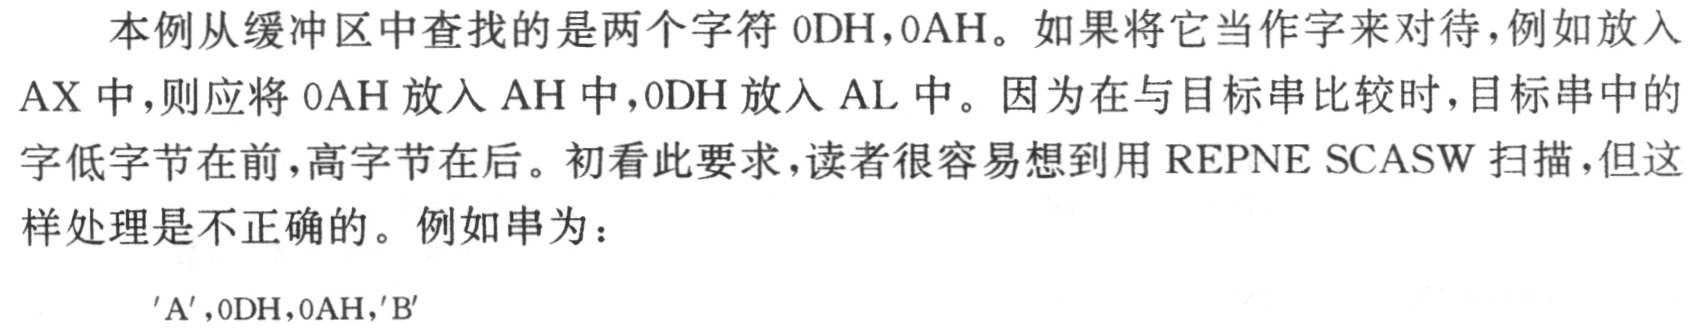 本例从缓冲区中查找的是两个字符 0DH,0AH。如果将它当作字来对待,例如放入
AX 中,则应将 0AH 放入 AH 中,0DH 放入 AL 中。因为在与目标串比较时,目标串中的
字低字节在前,高字节在后。初看此要求,读者很容易想到用 REPNE SCASW 扫描,但这
样处理是不正确的。例如串为:
'A',0DH,0AH,'B'